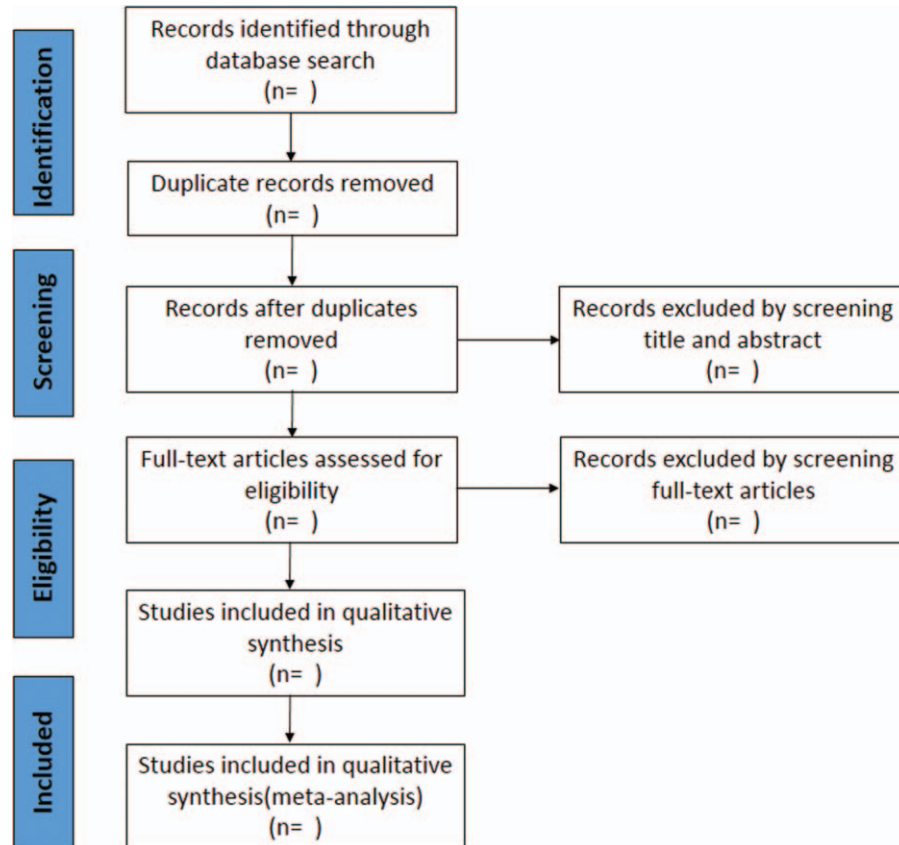 Identification
Records identified through
database search
(n=  )
Duplicate records removed
(n=  )
Screening
Records after duplicates
removed
(n=  )
Records excluded by screening
title and abstract
(n=  )
Eligibility
Full-text articles assessed for
eligibility
(n=  )
Records excluded by screening
full-text articles
(n=  )
Studies included in qualitative
synthesis
(n=  )
Included
Studies included in qualitative
synthesis(meta-analysis)
(n=  )